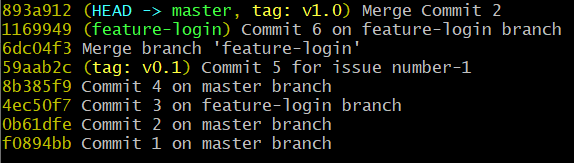 893a912 (HEAD -> master, tag: v1.0) Merge Commit 2
1169949 (feature-login) Commit 6 on feature-login branch
6dc04f3 Merge branch 'feature-login'
59aab2c (tag: v0.1) Commit 5 for issue number-1
8b385f9 Commit 4 on master branch
4ec50f7 Commit 3 on feature-login branch
0b61dfe Commit 2 on master branch
f0894bb Commit 1 on master branch